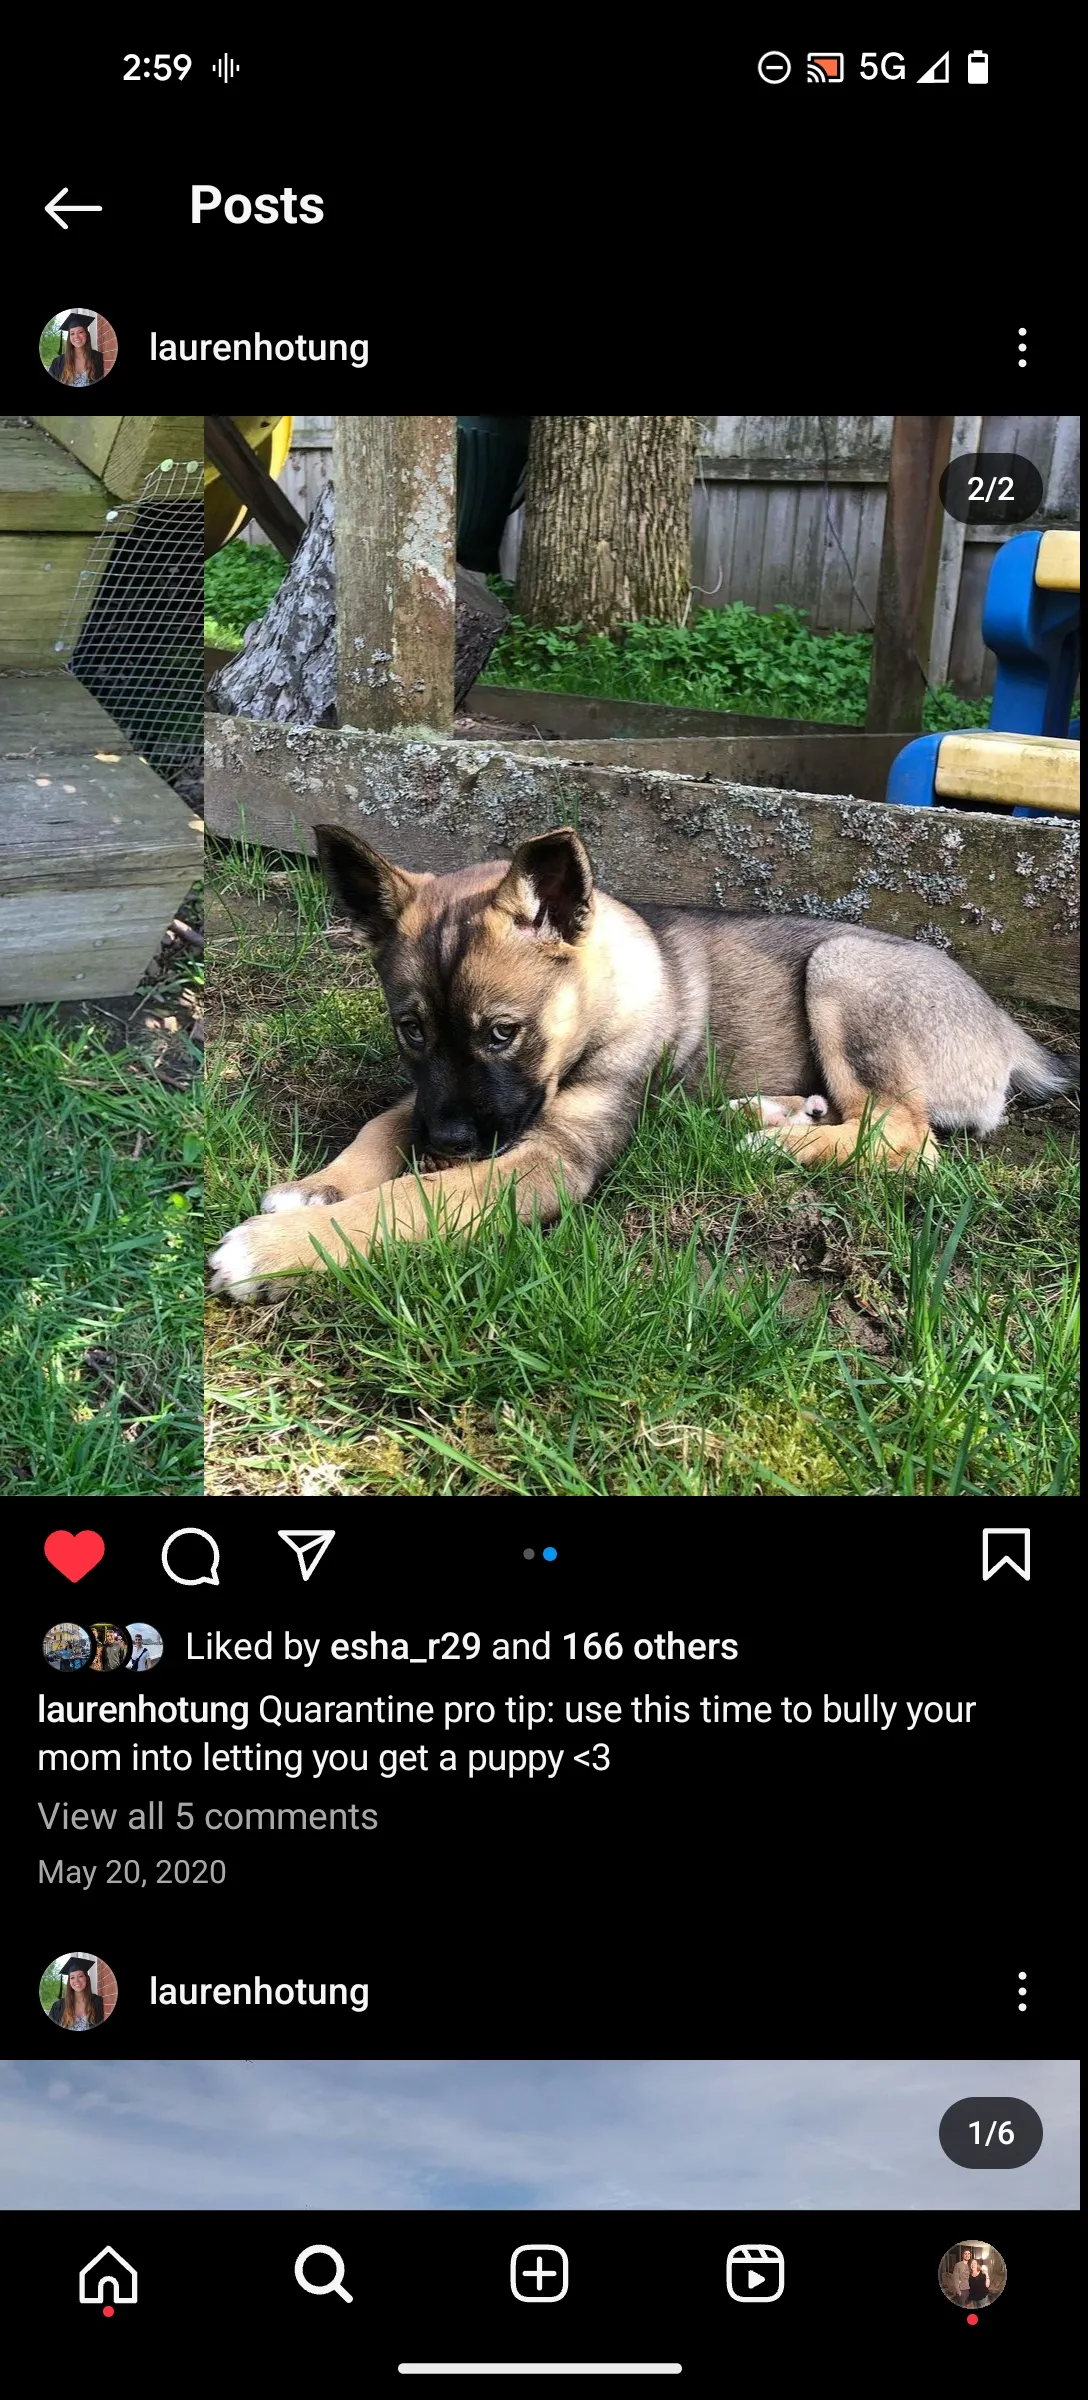 2:59 5G
Posts
laurenhotung
2/2
Liked by esha_r29 and 166 others
laurenhotung Quarantine pro tip: use this time to bully your
mom into letting you get a puppy <3
View all 5 comments
May 20, 2020
laurenhotung
1/6